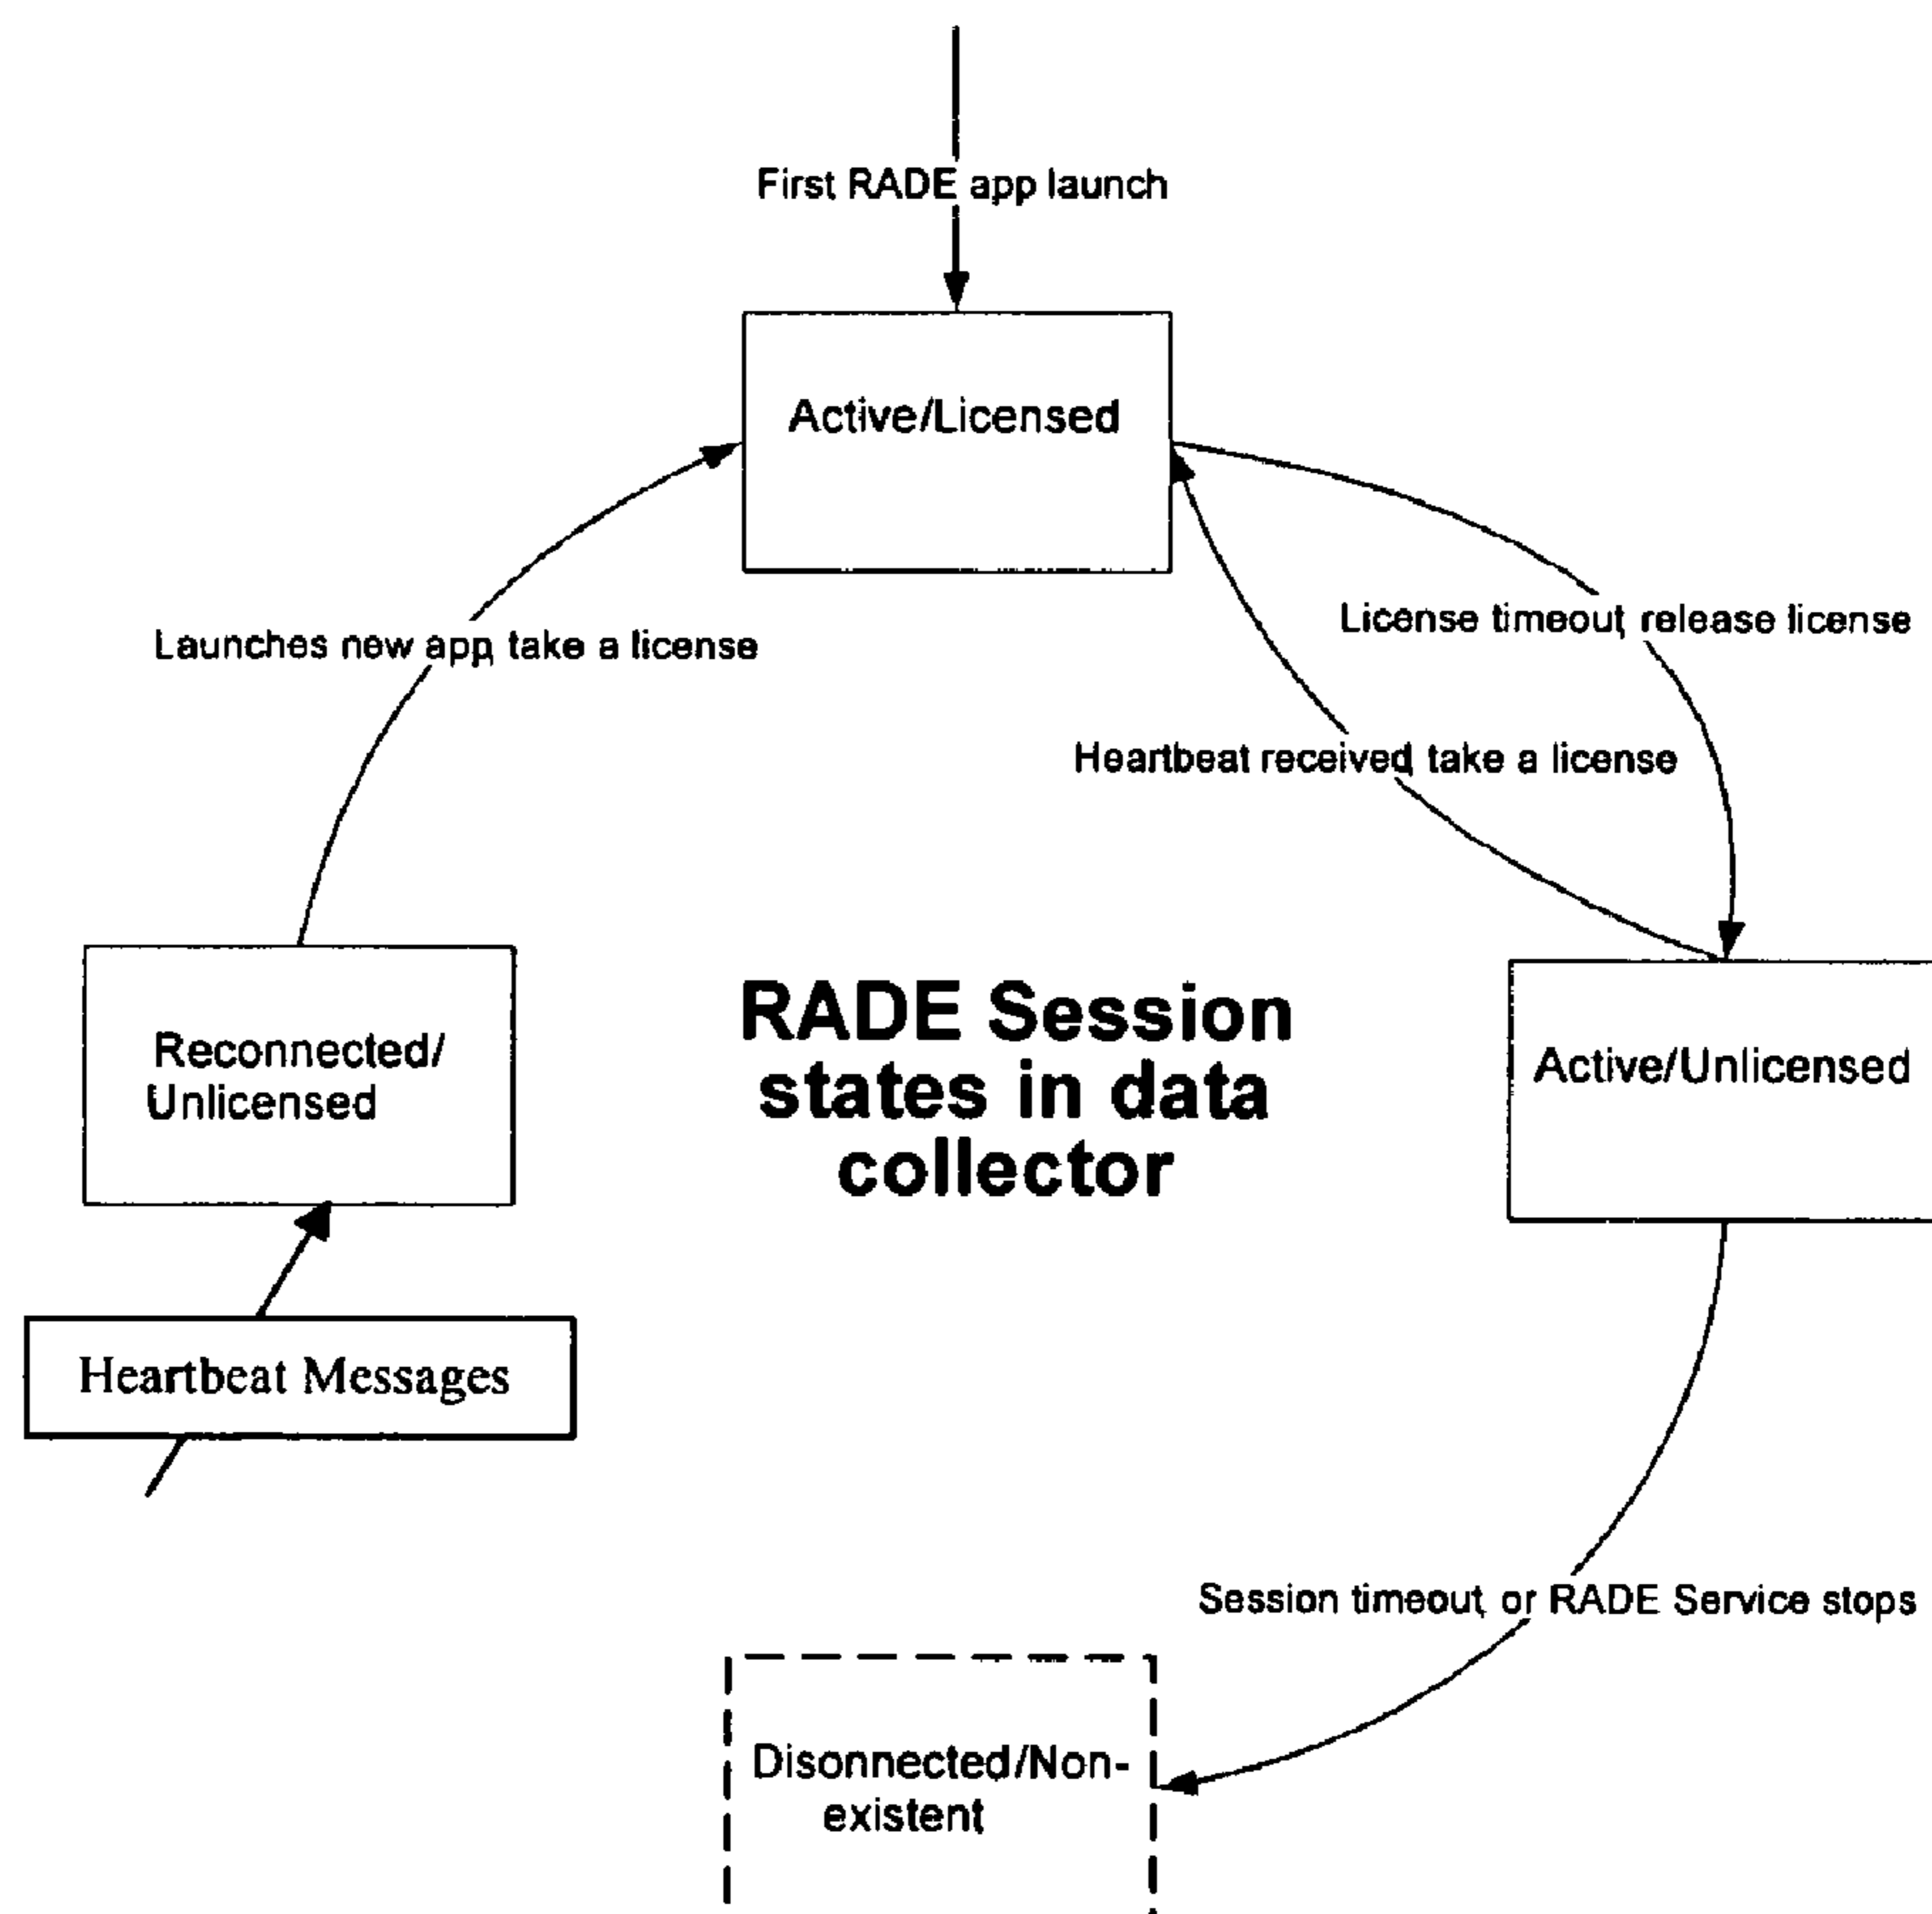 First RADE app launch
Active/Licensed
Launches new app, take a license
License timeout, release license
Heartbeat received, take a license
Reconnected/
Unlicensed
RADE Session
states in data
collector
Active/Unlicensed
Heartbeat Messages
Session timeout, or RADE Service stops
Disonnected/Non-
existent